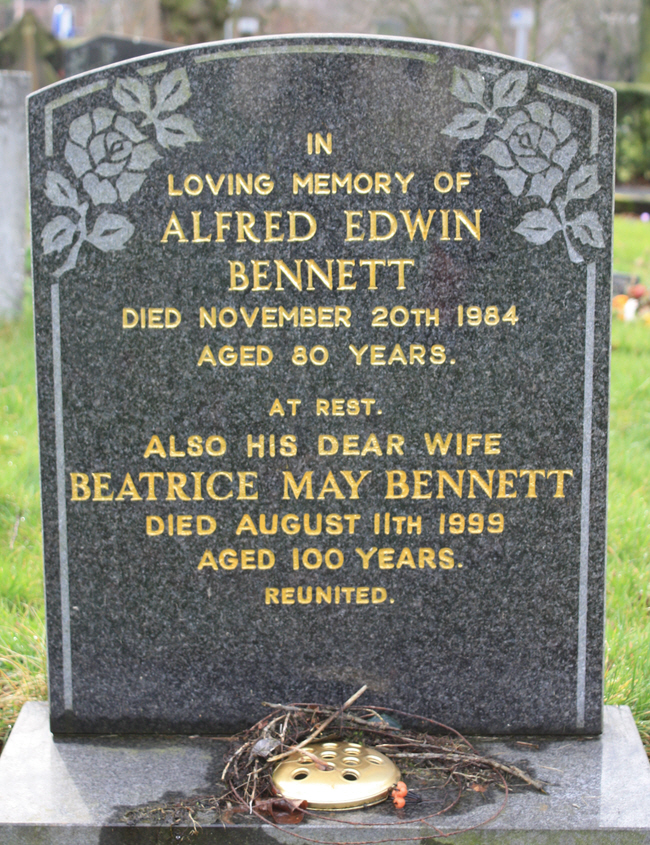 IN
LOVING MEMORY OF
ALFRED EDWIN
BENNETT
DIED NOVEMBER 20TH 1984
AGED 80 YEARS.
AT REST.
ALSO HIS DEAR WIFE
BEATRICE MAY BENNETT
DIED AUGUST 11TH 1999
AGED 100 YEARS.
REUNITED.